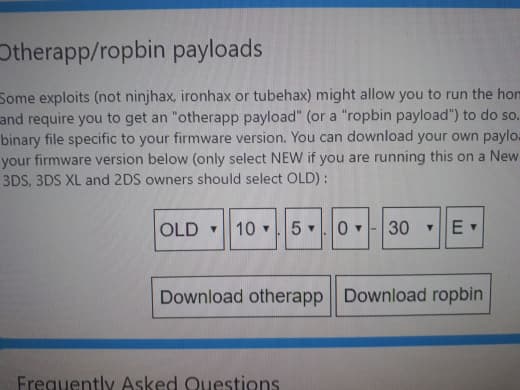 Otherapp/ropbin payloads
Some exploits (not ninjhax, ironhax or tubehax) might allow you to run the
and require you to get an "otherapp payload" (or a "ropbin payload") to do so.
binary file specific to your firmware version. You can download your own
your firmware version below (only select NEW if you are running this on a New
3DS, 3DS XL and 2DS owners should select OLD) :
OLD 10 . 5 . 0 - 30 E
Download otherapp Download ropbin
Frequently Asked Questions